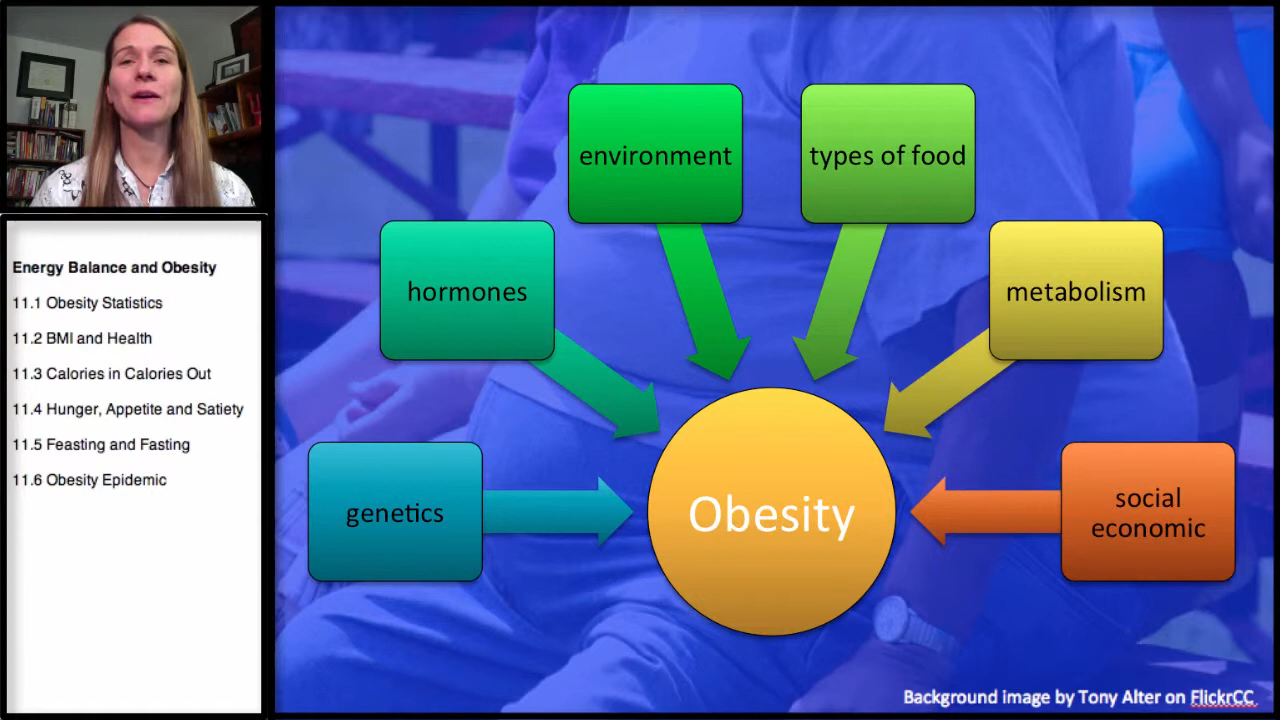 Energy Balance and Obesity
11.1 Obesity Statistics
11.2 BMI and Health
11.3 Calories in Calories Out
11.4 Hunger, Appetite and Satiety
11.5 Feasting and Fasting
11.6 Obesity Epidemic
environment
types of food
hormones
metabolism
genetics
Obesity
social
economic
Background image by Tony Alter on FlickrCC